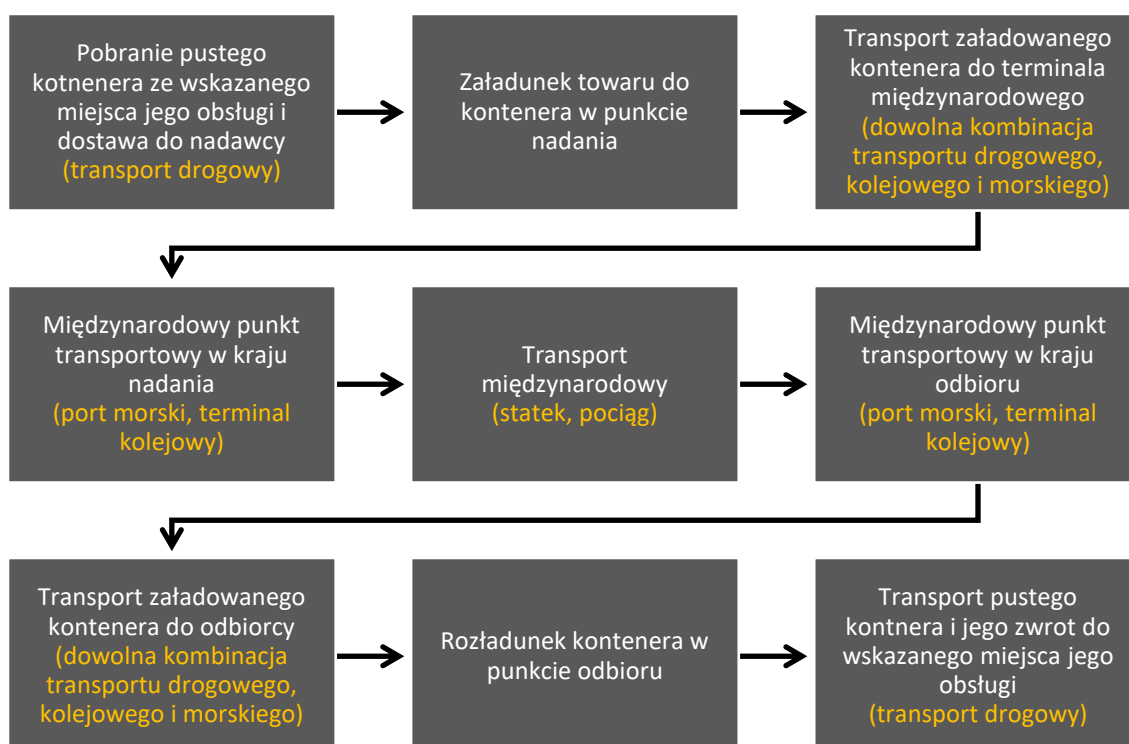 Pobranie pustego
kotnenera ze wskazanego
miejsca jego obsługi i
dostawa do nadawcy
(transport drogowy)
Załadunek towaru do
kontenera w punkcie
nadania
Transport załadowanego
kontenera do terminala
międzynarodowego
(dowolna kombinacja
transportu drogowego,
kolejowego i morskiego)
Międzynarodowy punkt
transportowy w kraju
nadania
(port morski, terminal
kolejowy)
Transport
międzynarodowy
(statek, pociąg)
Międzynarodowy punkt
transportowy w kraju
odbioru
(port morski, terminal
kolejowy)
Transport załadowanego
kontenera do odbiorcy
(dowolna kombinacja
transportu drogowego,
kolejowego i morskiego)
Rozładunek kontenera w
punkcie odbioru
Transport pustego
kontnera i jego zwrot do
wskazanego miejsca jego
obsługi
(transport drogowy)